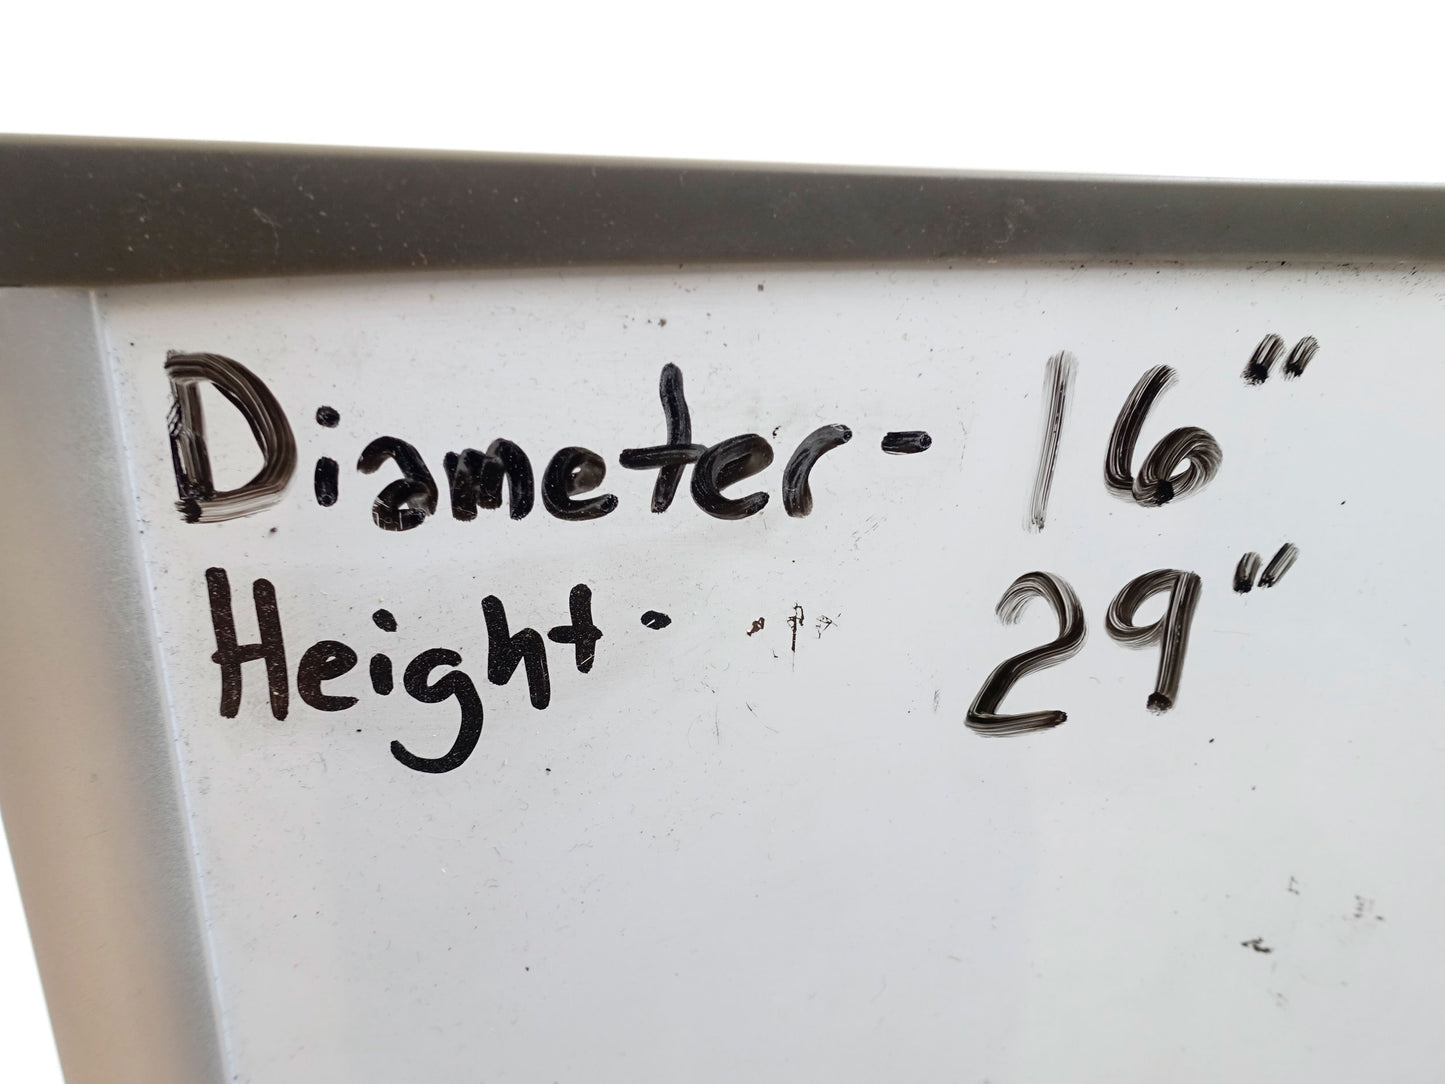 Diameter - 16"
Height - 29"